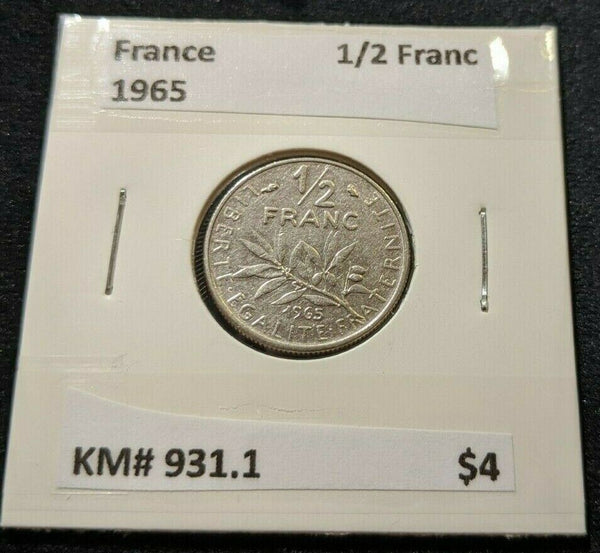 France 1/2 Franc
1965
1/2
FRANC
LIBERTE·EGALITE·FRATERNITE
1965
KM# 931.1 $4